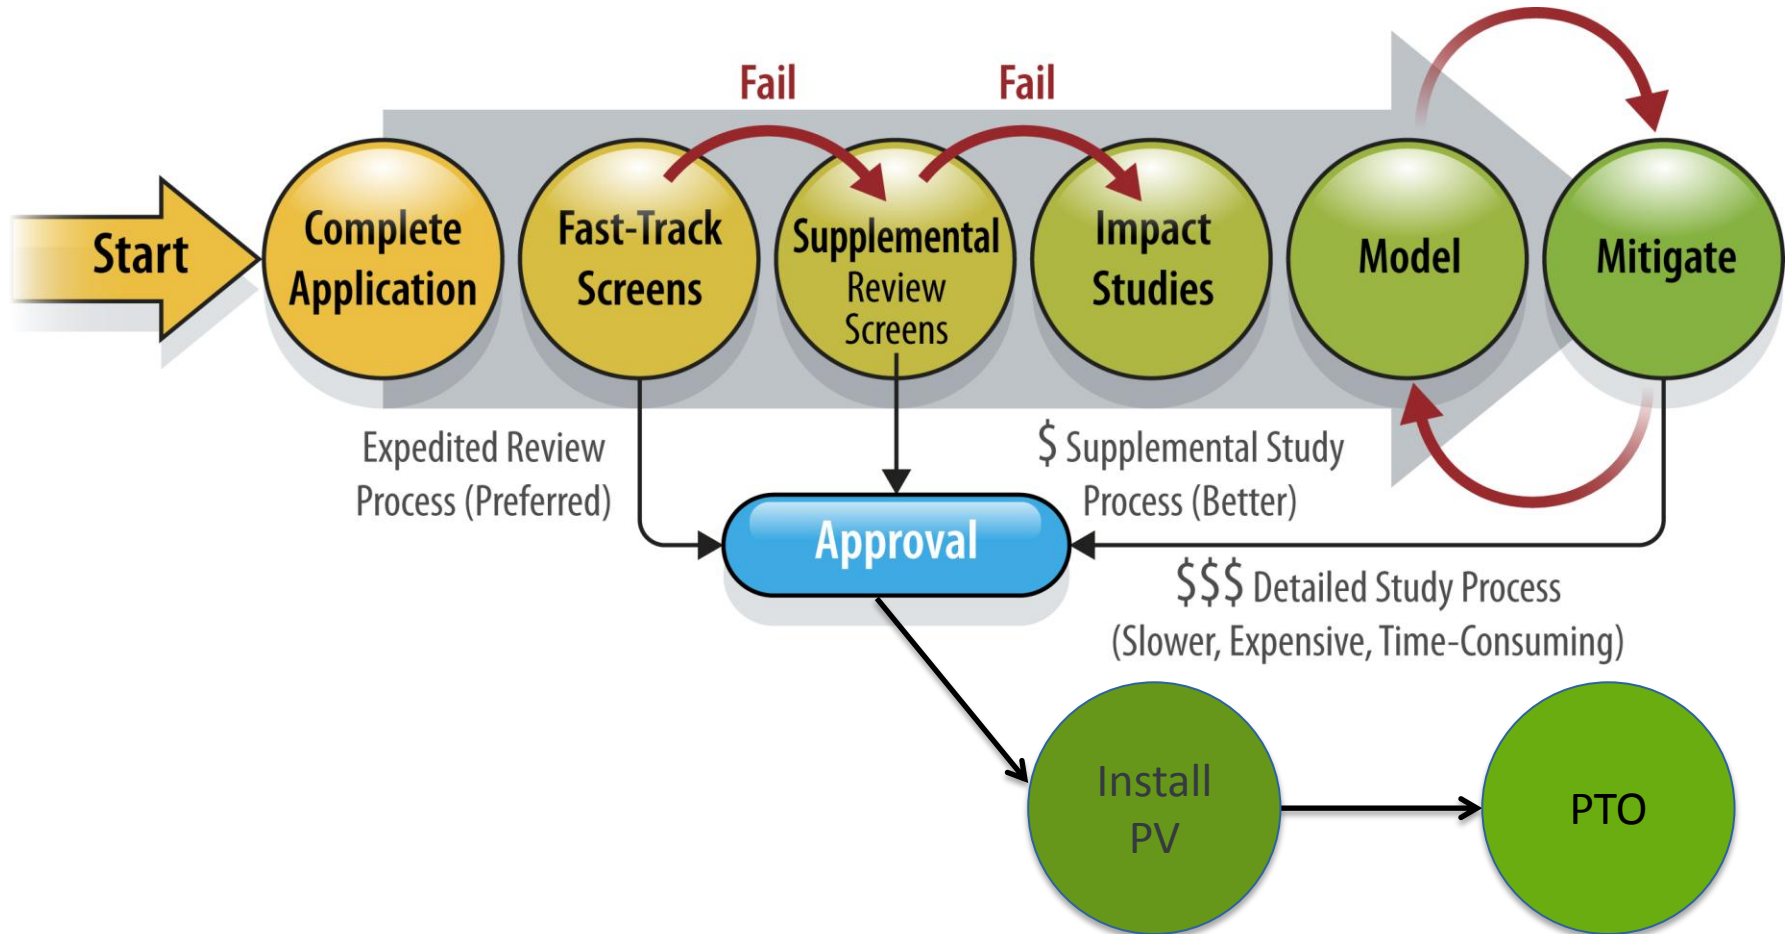 Fail
Fail
Start
Complete
Application
Fast-Track
Screens
Supplemental
Review
Screens
Impact
Studies
Model
Mitigate
Expedited Review
Process (Preferred)
$ Supplemental Study
Process (Better)
Approval
$$$ Detailed Study Process
(Slower, Expensive, Time-Consuming)
Install
PV
PTO